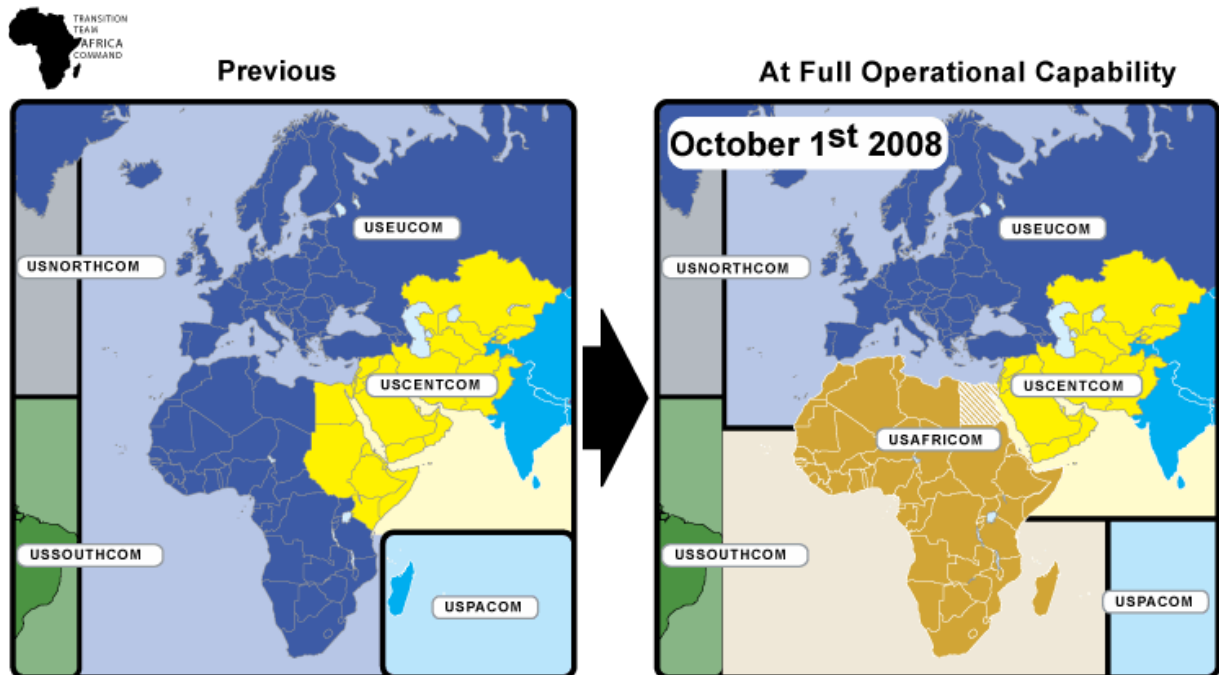 TRANSITION
TEAM
AFRICA
COMMAND
Previous
USEUCOM
USNORTHCOM
USCENTCOM
USSOUTHCOM
USPACOM
At Full Operational Capability
October 1st 2008
USEUCOM
USNORTHCOM
USCENTCOM
USAFRICOM
USSOUTHCOM
USPACOM